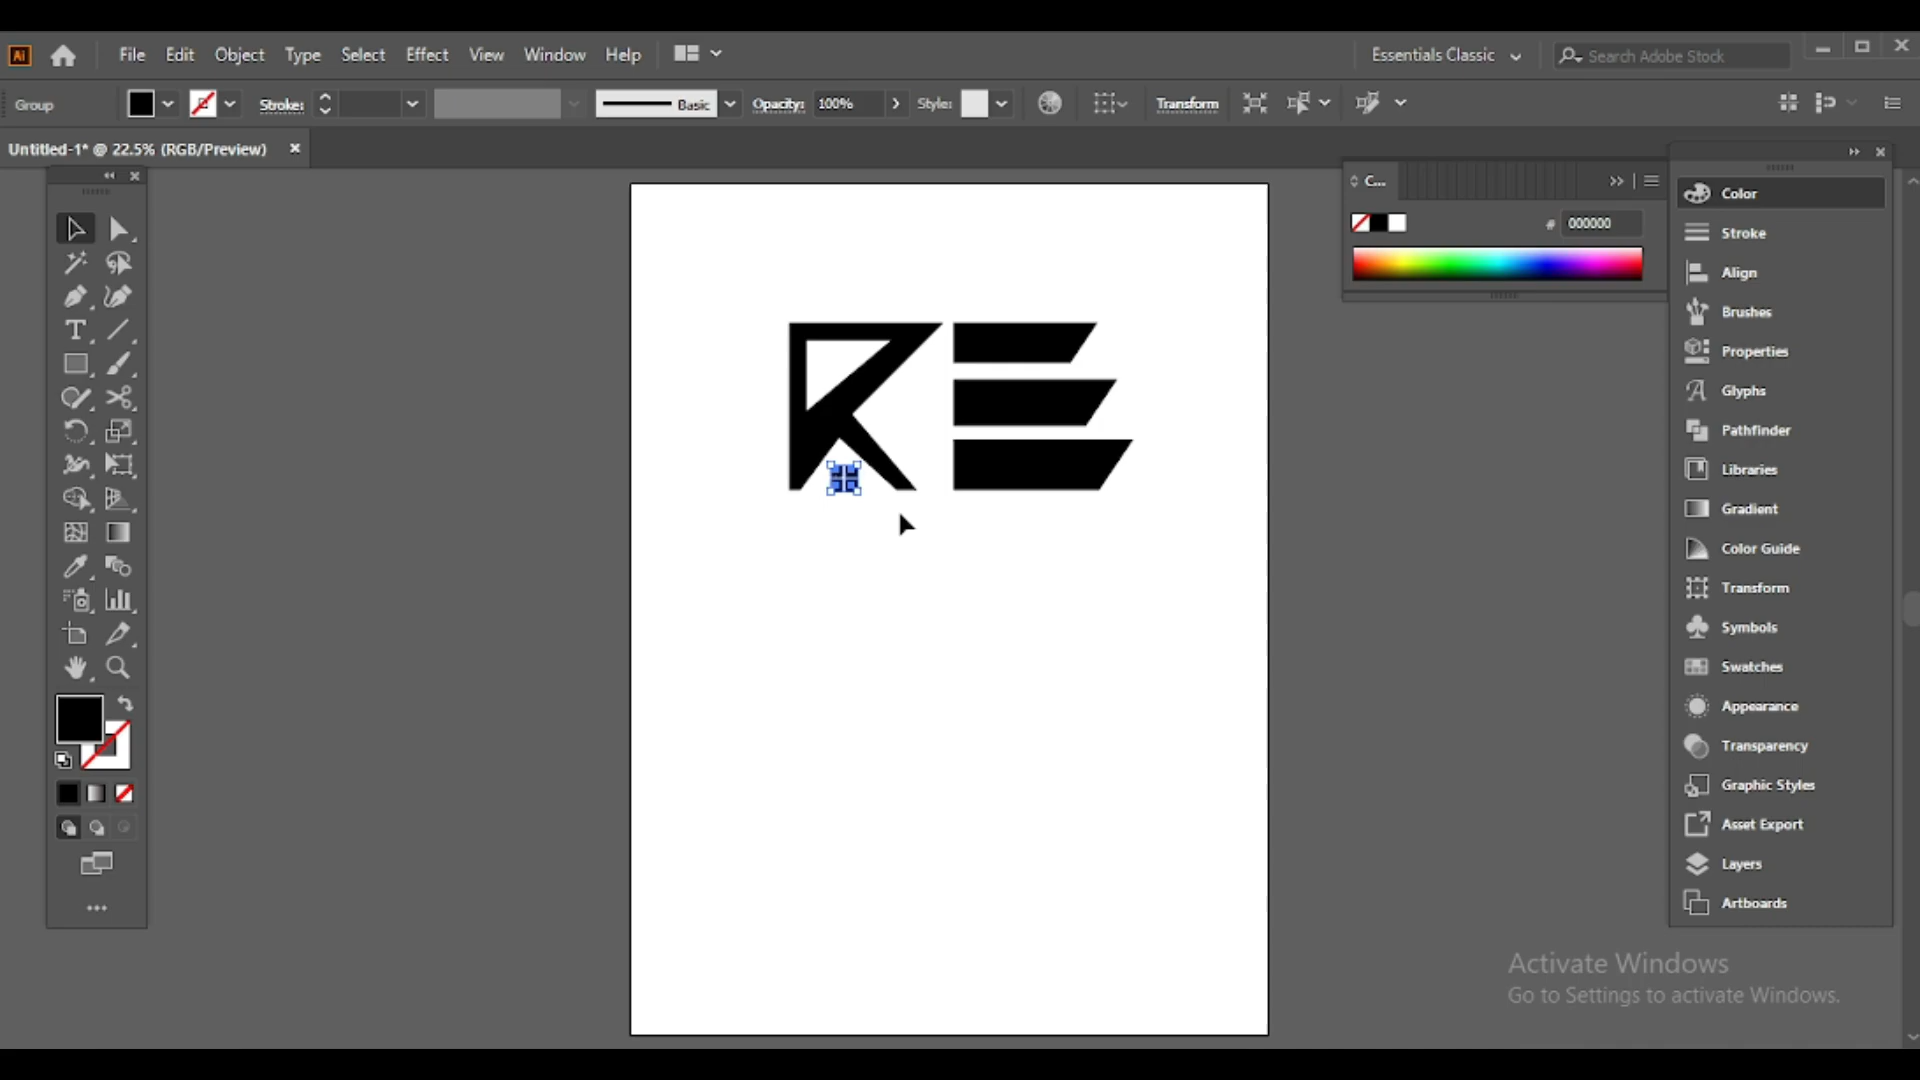 Ai File Edit Object Type Select Effect View Window Help Essentials Classic Search Adobe Stock
Group Stroke: Basic Opacity: 100% Style: Transform
Untitled-1* @ 22.5% (RGB/Preview)
C...
# 000000
Color
Stroke
Align
Brushes
Properties
Glyphs
Pathfinder
Libraries
Gradient
Color Guide
Transform
Symbols
Swatches
Appearance
Transparency
Graphic Styles
Asset Export
Layers
Artboards
RE
Activate Windows
Go to Settings to activate Windows.